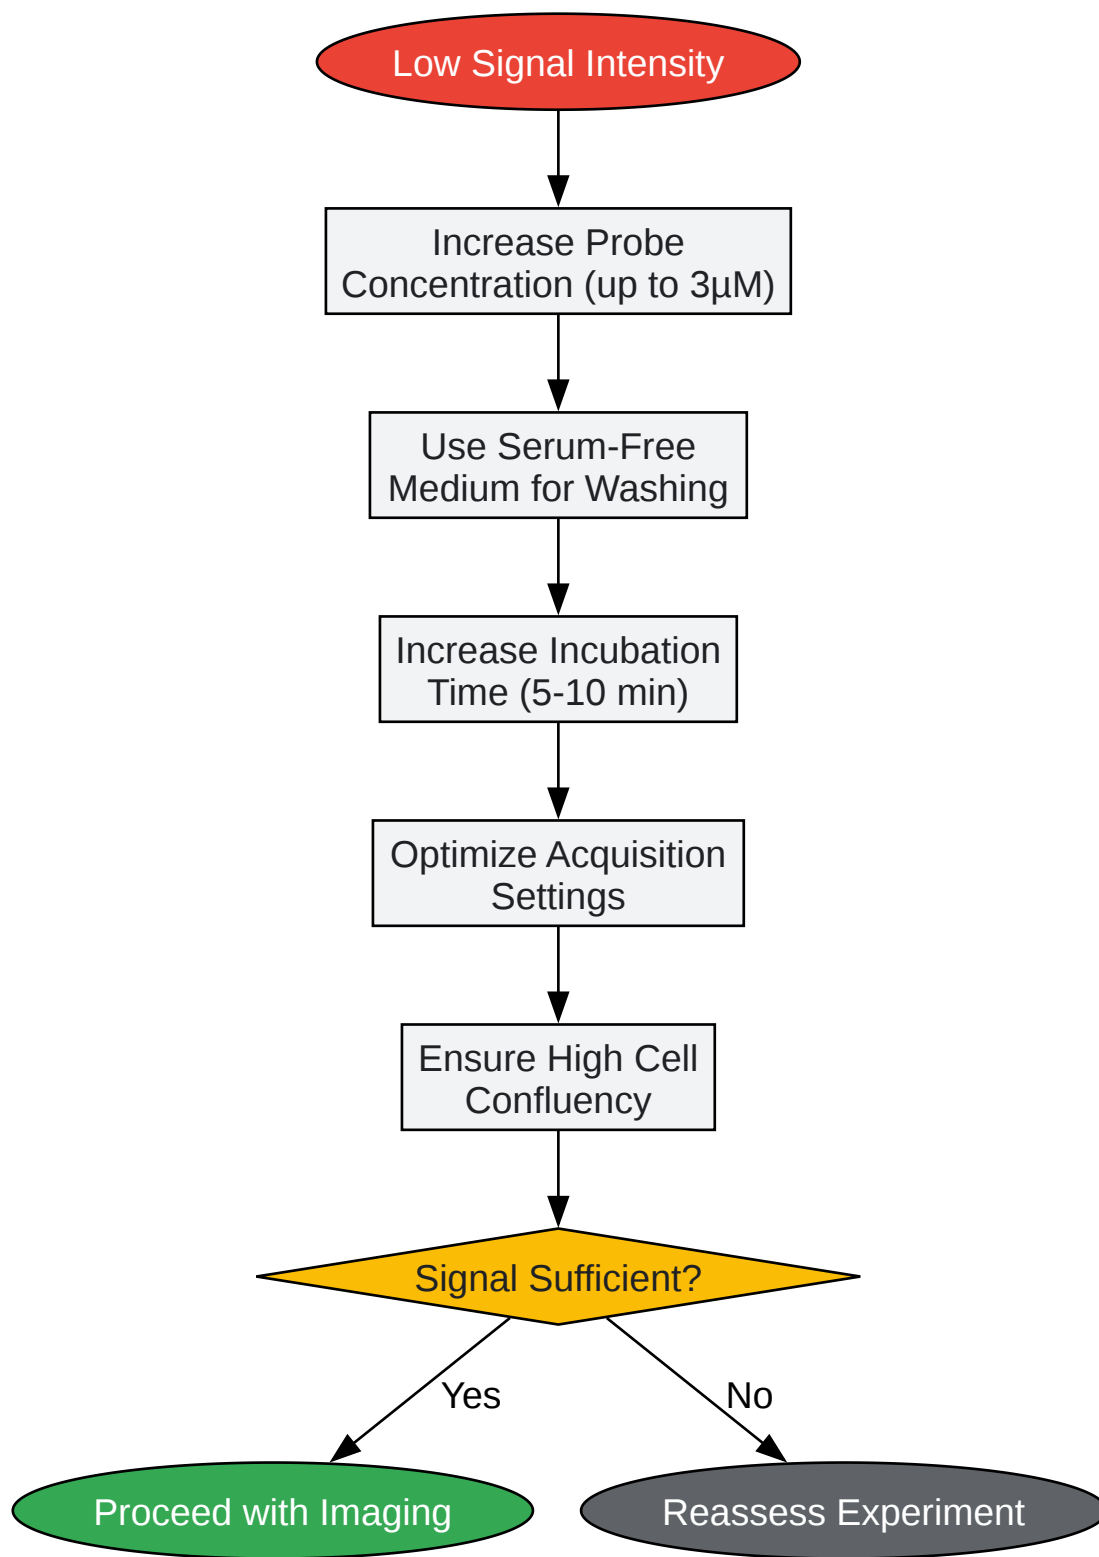 Low Signal Intensity
Increase Probe
Concentration (up to 3µM)
Use Serum-Free
Medium for Washing
Increase Incubation
Time (5-10 min)
Optimize Acquisition
Settings
Ensure High Cell
Confluency
Signal Sufficient?
Yes
No
Proceed with Imaging
Reassess Experiment